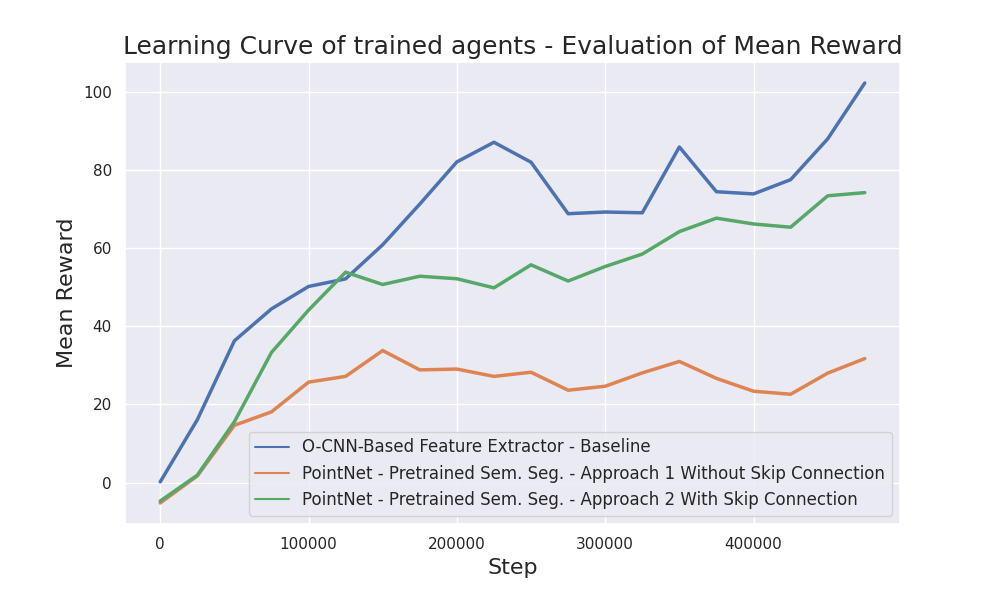 Learning Curve of trained agents - Evaluation of Mean Reward
Mean Reward
100
80
60
40
20
0
O-CNN-Based Feature Extractor - Baseline
PointNet - Pretrained Sem. Seg. - Approach 1 Without Skip Connection
PointNet - Pretrained Sem. Seg. - Approach 2 With Skip Connection
0 100000 200000 300000 400000
Step